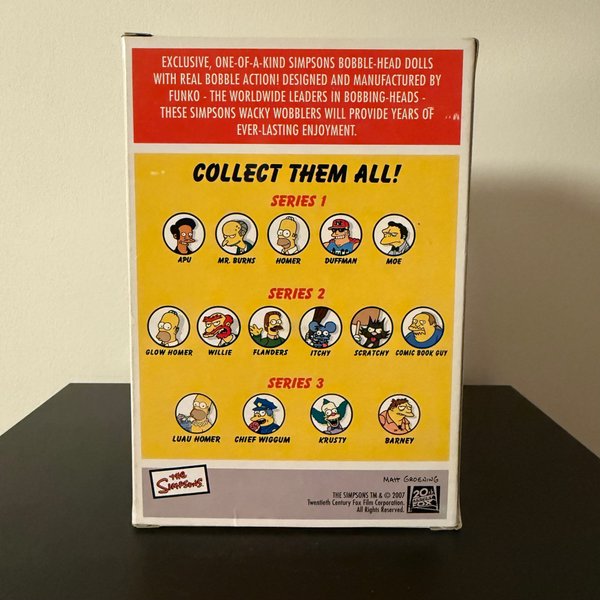 EXCLUSIVE, ONE-OF-A-KIND SIMPSONS BOBBLE-HEAD DOLLS
WITH REAL BOBBLE ACTION! DESIGNED AND MANUFACTURED BY
FUNKO - THE WORLDWIDE LEADERS IN BOBBING-HEADS -
THESE SIMPSONS WACKY WOBBLERS WILL PROVIDE YEARS OF
EVER-LASTING ENJOYMENT.
COLLECT THEM ALL!
SERIES 1
APU MR. BURNS HOMER DUFFMAN MOE
SERIES 2
GLOW HOMER WILLIE FLANDERS ITCHY SCRATCHY COMIC BOOK GUY
SERIES 3
LUAU HOMER CHIEF WIGGUM KRUSTY BARNEY
THE
SIMPSONS
MATT GROENING
THE SIMPSONS TM & © 2007
Twentieth Century Fox Film Corporation.
All Rights Reserved.
20th
CENTURY
FOX